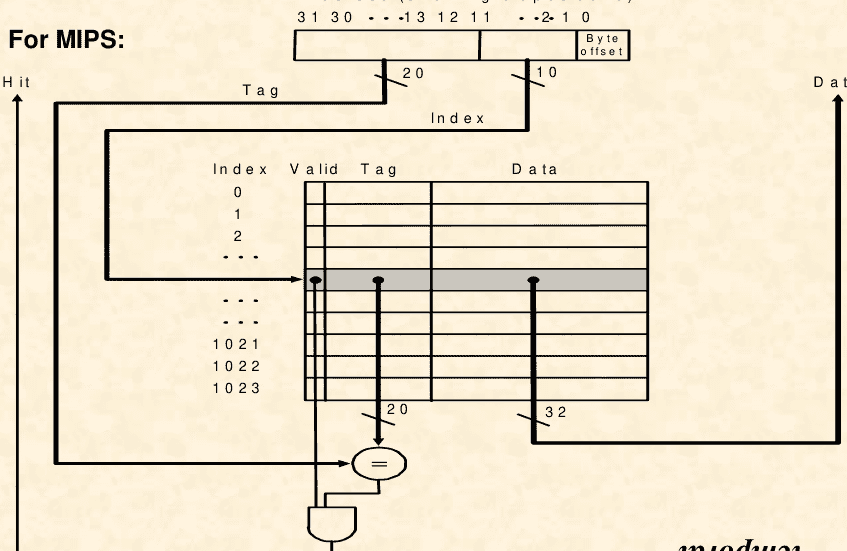 31 30 - - -13 12 11 - -2- 1 0
For MIPS:
Byte
offset
Hit
20
10
Dat
Tag
Index
Index Valid Tag Data
0
1
2
- - -
- - -
- - -
1021
1022
1023
20
32
=